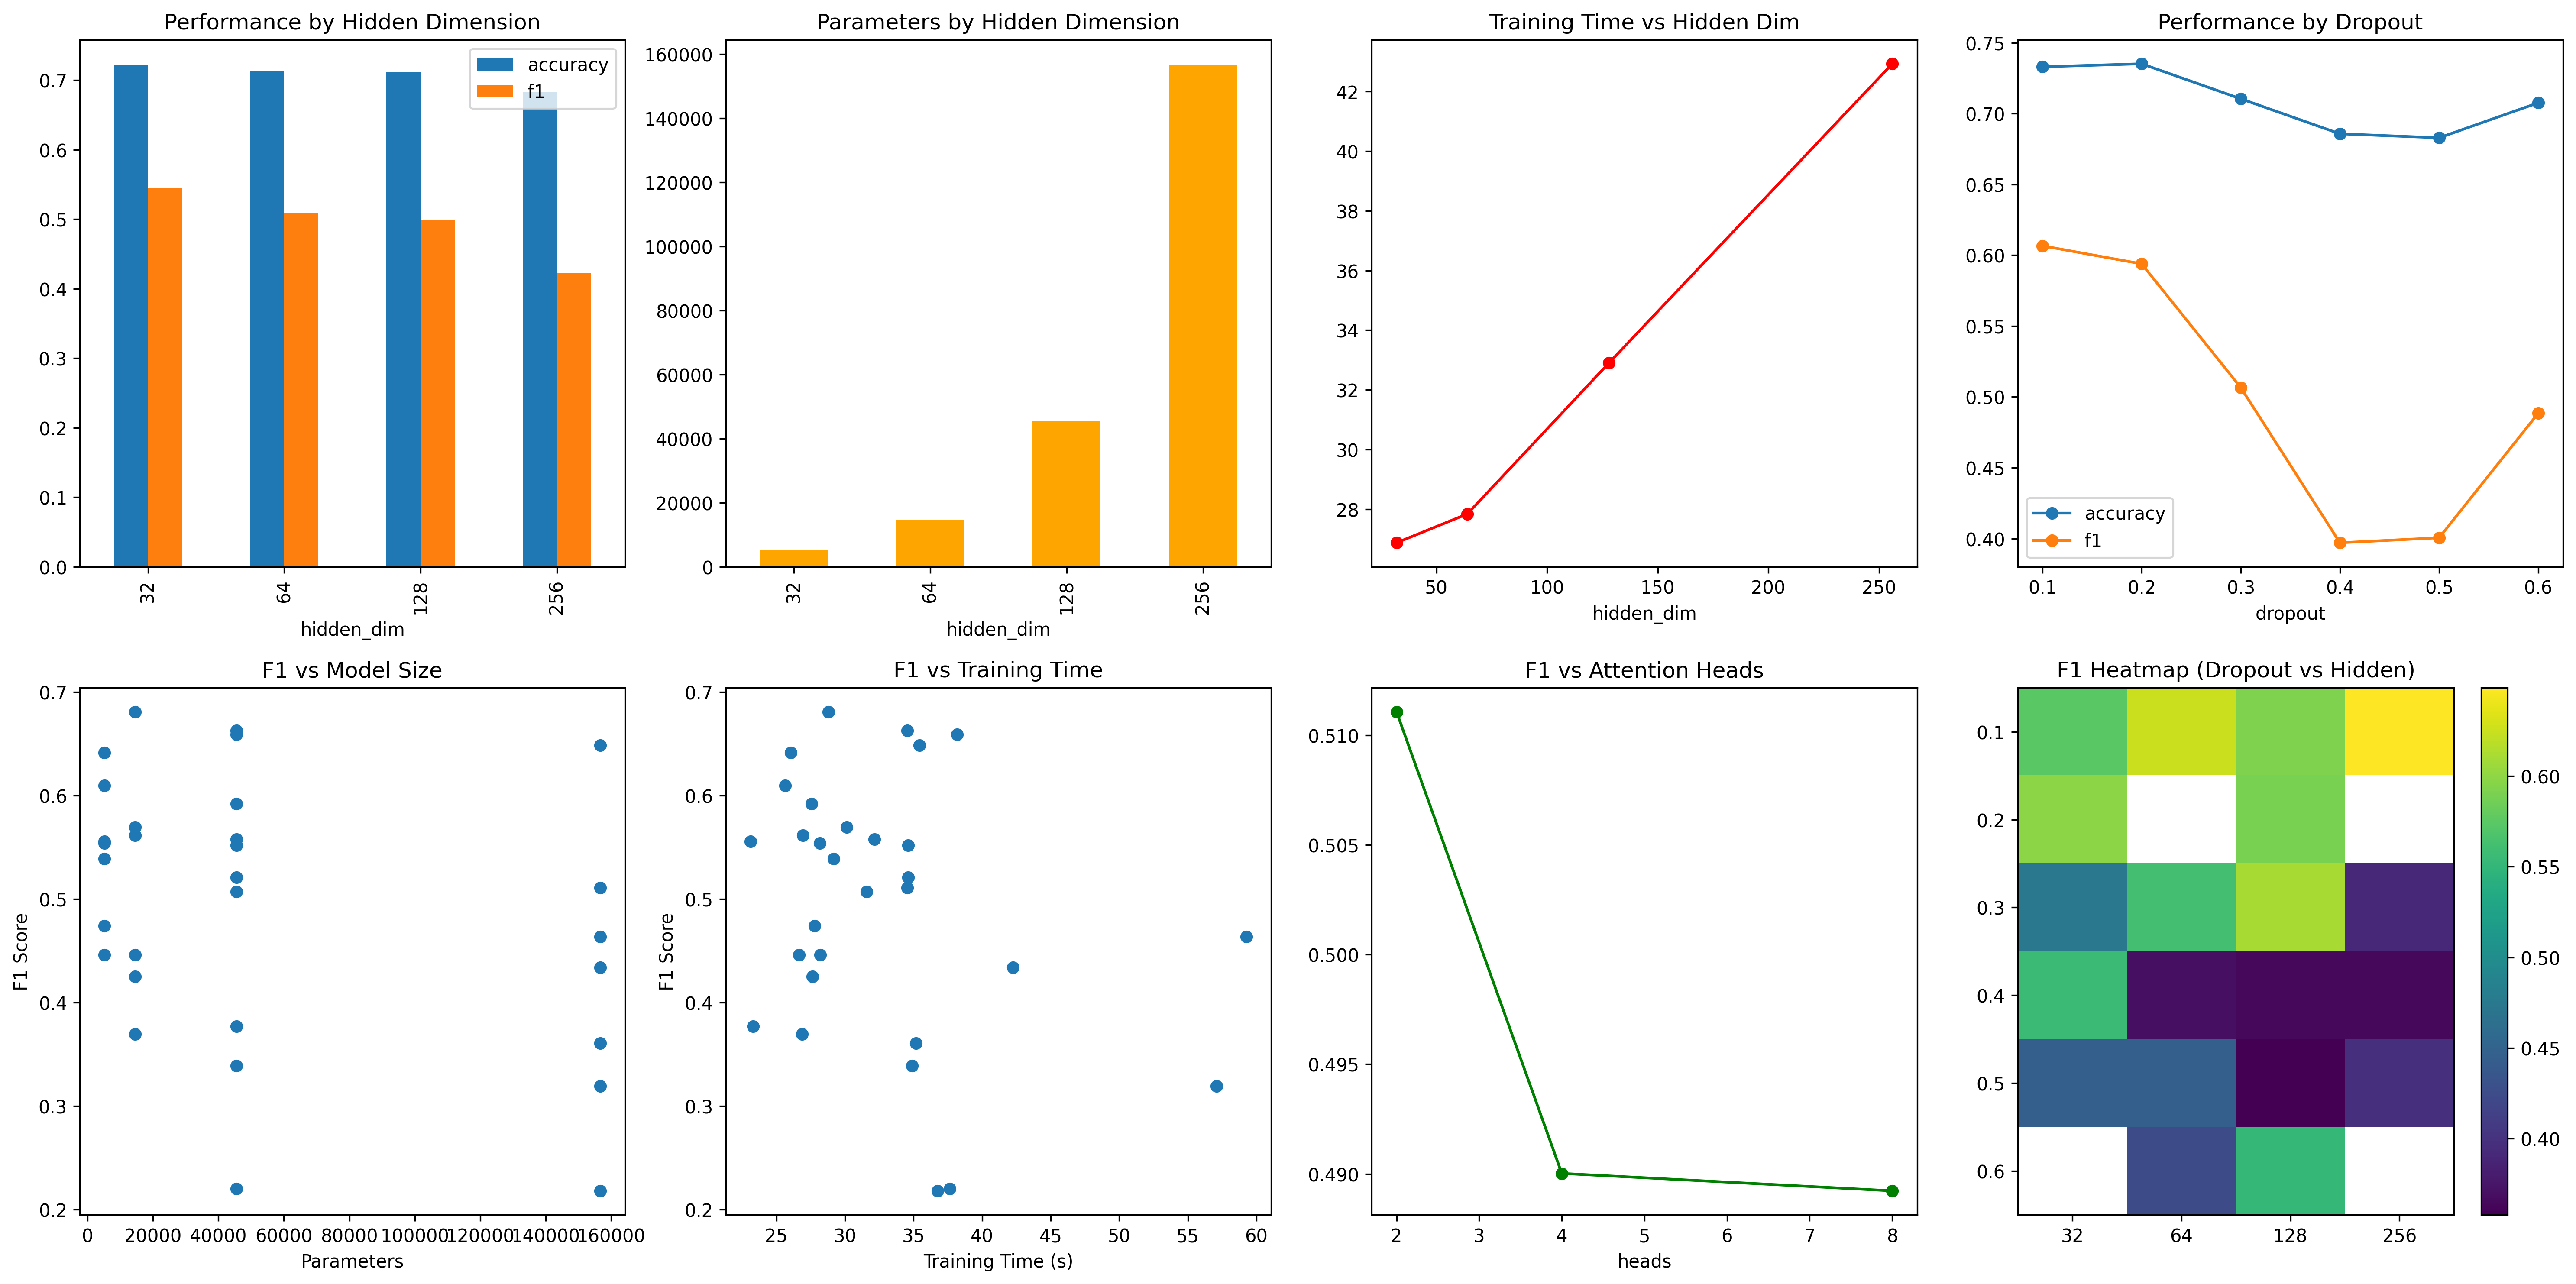 Performance by Hidden Dimension
accuracy
f1
0.7
0.6
0.5
0.4
0.3
0.2
0.1
0.0
32
64
128
256
hidden_dim
Parameters by Hidden Dimension
160000
140000
120000
100000
80000
60000
40000
20000
0
32
64
128
256
hidden_dim
Training Time vs Hidden Dim
42
40
38
36
34
32
30
28
50 100 150 200 250
hidden_dim
Performance by Dropout
0.75
0.70
0.65
0.60
0.55
0.50
0.45
0.40
accuracy
f1
0.1 0.2 0.3 0.4 0.5 0.6
dropout
F1 vs Model Size
F1 Score
0.7
0.6
0.5
0.4
0.3
0.2
0 20000 40000 60000 80000 100000 120000 140000 160000
Parameters
F1 vs Training Time
F1 Score
0.7
0.6
0.5
0.4
0.3
0.2
25 30 35 40 45 50 55 60
Training Time (s)
F1 vs Attention Heads
0.510
0.505
0.500
0.495
0.490
2 3 4 5 6 7 8
heads
F1 Heatmap (Dropout vs Hidden)
0.1
0.2
0.3
0.4
0.5
0.6
32 64 128 256
0.60
0.55
0.50
0.45
0.40